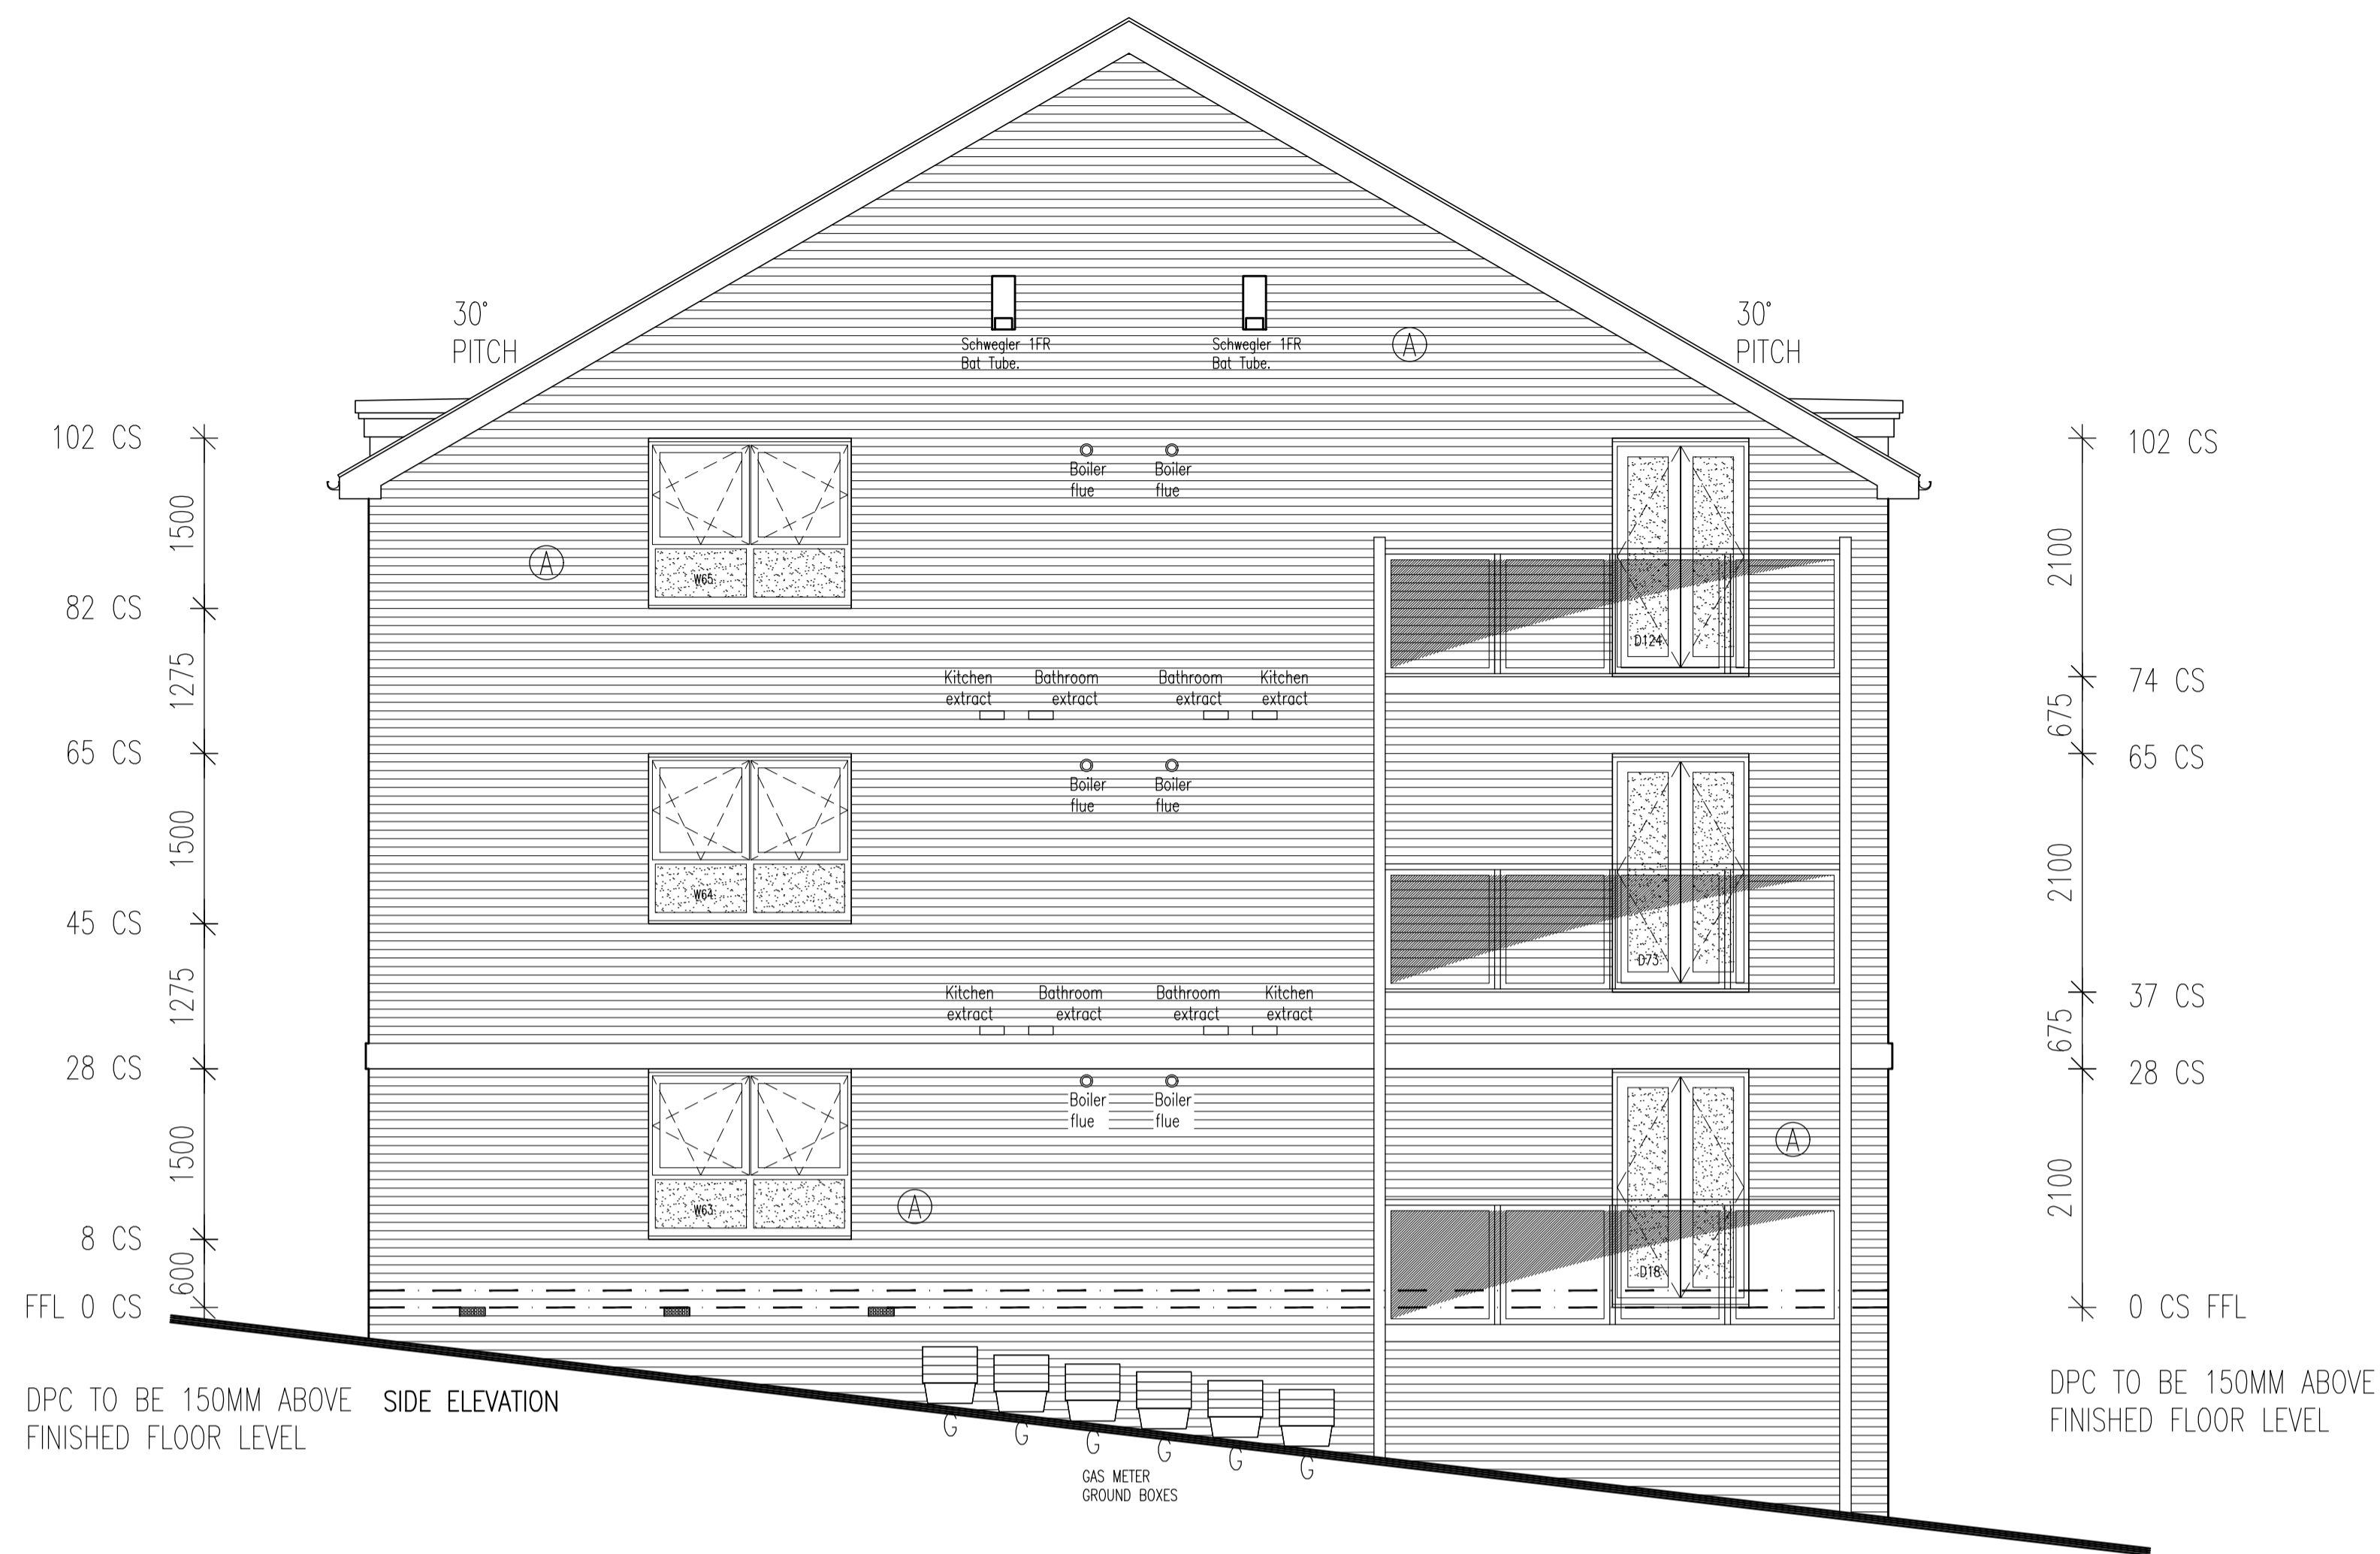 30°
PITCH
30°
PITCH
Schwegler 1FR
Bat Tube.
Schwegler 1FR
Bat Tube.
A
102 CS
102 CS
Boiler
flue
Boiler
flue
1500
A
W65
2100
82 CS
D124
1275
Kitchen
extract
Bathroom
extract
Bathroom
extract
Kitchen
extract
74 CS
675
65 CS
65 CS
Boiler
flue
Boiler
flue
1500
W64
2100
45 CS
D73
1275
Kitchen
extract
Bathroom
extract
Bathroom
extract
Kitchen
extract
37 CS
675
28 CS
28 CS
Boiler
flue
Boiler
flue
A
1500
W63
A
2100
8 CS
600
D18
FFL 0 CS
0 CS FFL
DPC TO BE 150MM ABOVE
FINISHED FLOOR LEVEL
SIDE ELEVATION
G
G
G
G
G
G
GAS METER
GROUND BOXES
DPC TO BE 150MM ABOVE
FINISHED FLOOR LEVEL